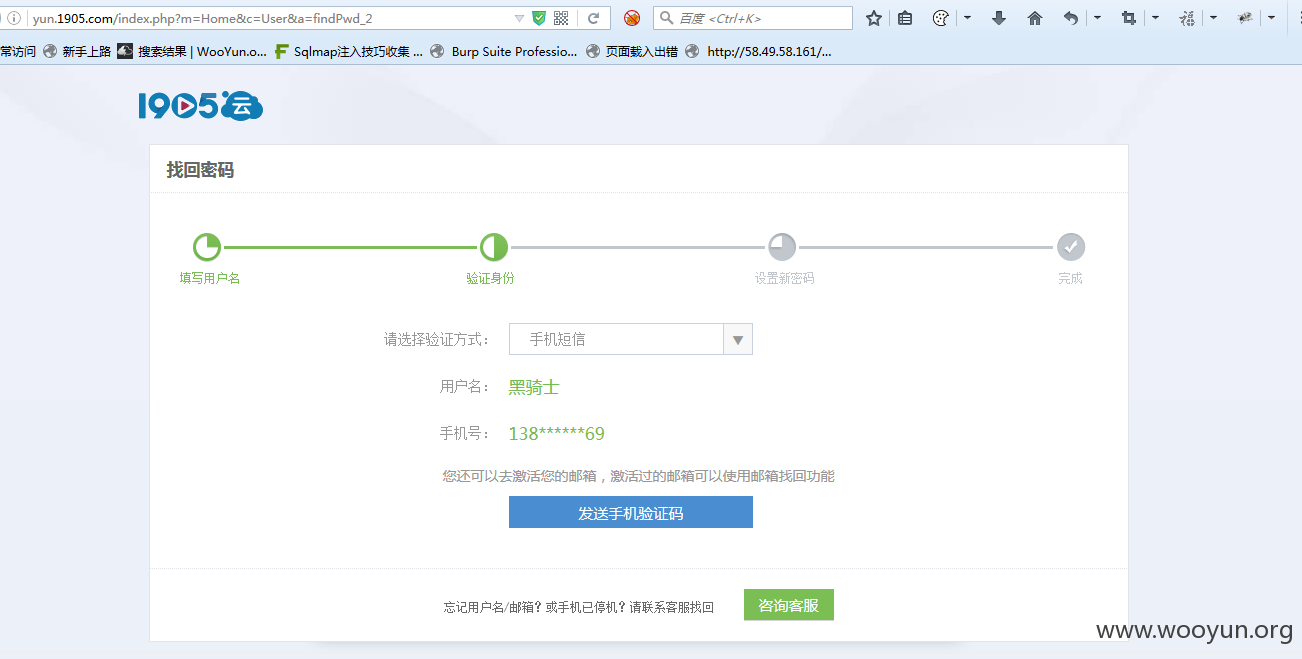 yun.1905.com/index.php?m=Home&c=User&a=findPwd_2
百度 <Ctrl+K>
常访问 新手上路 搜索结果 | WooYun.o... Sqlmap注入技巧收集 ... Burp Suite Professio... 页面载入出错 http://58.49.58.161/...
1905云
找回密码
填写用户名 验证身份 设置新密码 完成
请选择验证方式： 手机短信
用户名： 黑骑士
手机号： 138******69
您还可以去激活您的邮箱，激活过的邮箱可以使用邮箱找回功能
发送手机验证码
忘记用户名/邮箱？或手机已停机？请联系客服找回 咨询客服
www.wooyun.org